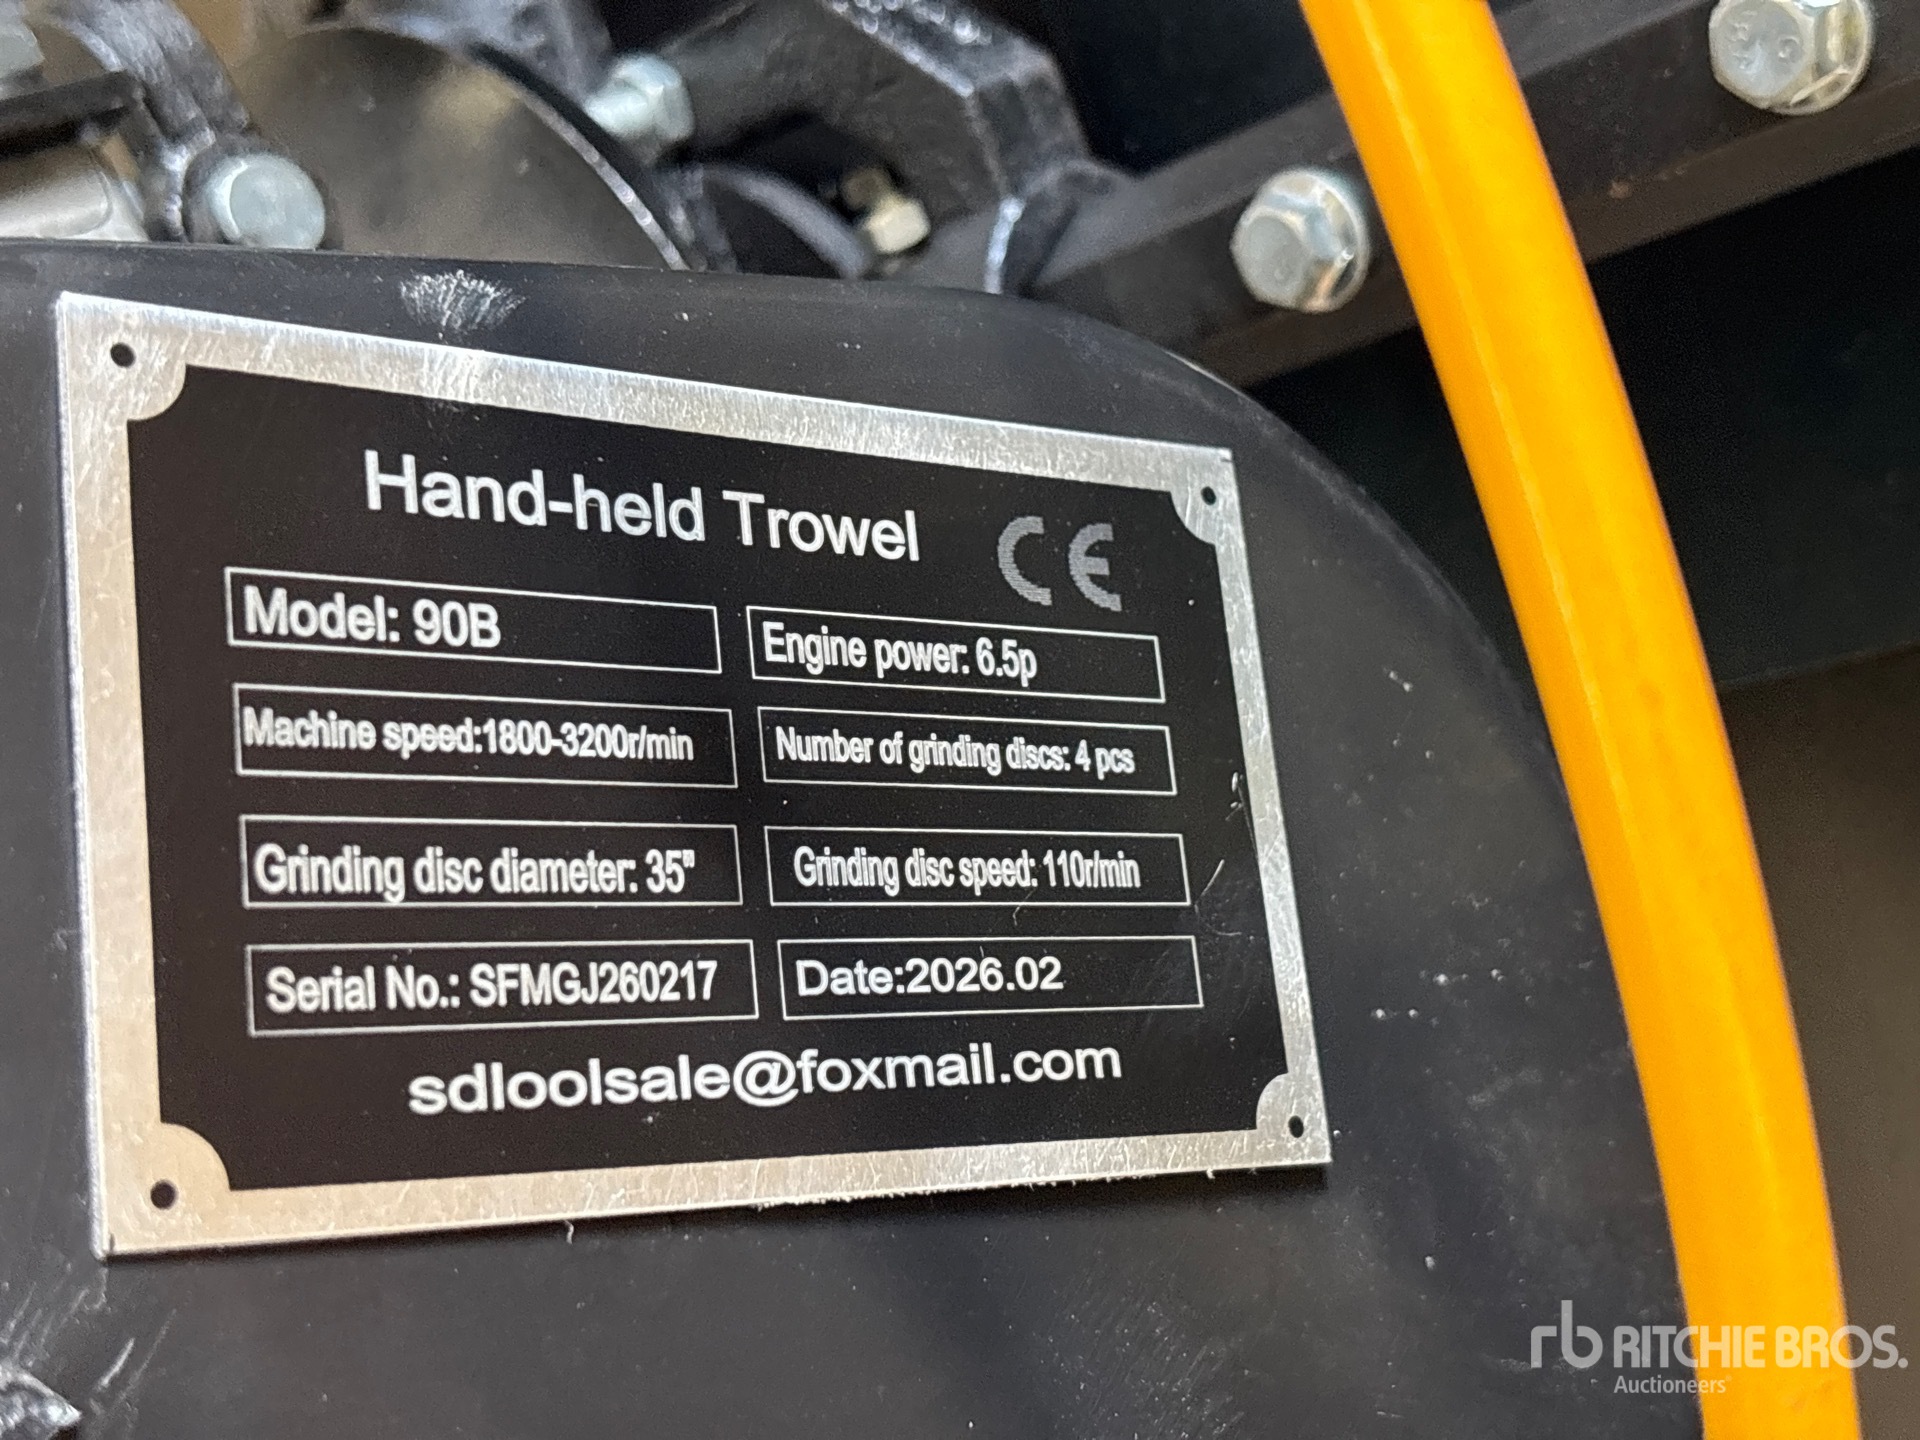 Hand-held Trowel CE
Model: 90B
Engine power: 6.5p
Machine speed:1800-3200r/min
Number of grinding discs: 4 pcs
Grinding disc diameter: 35"
Grinding disc speed: 110r/min
Serial No.: SFMGJ260217
Date:2026.02
sdloolsale@foxmail.com
rb RITCHIE BROS.
Auctioneers